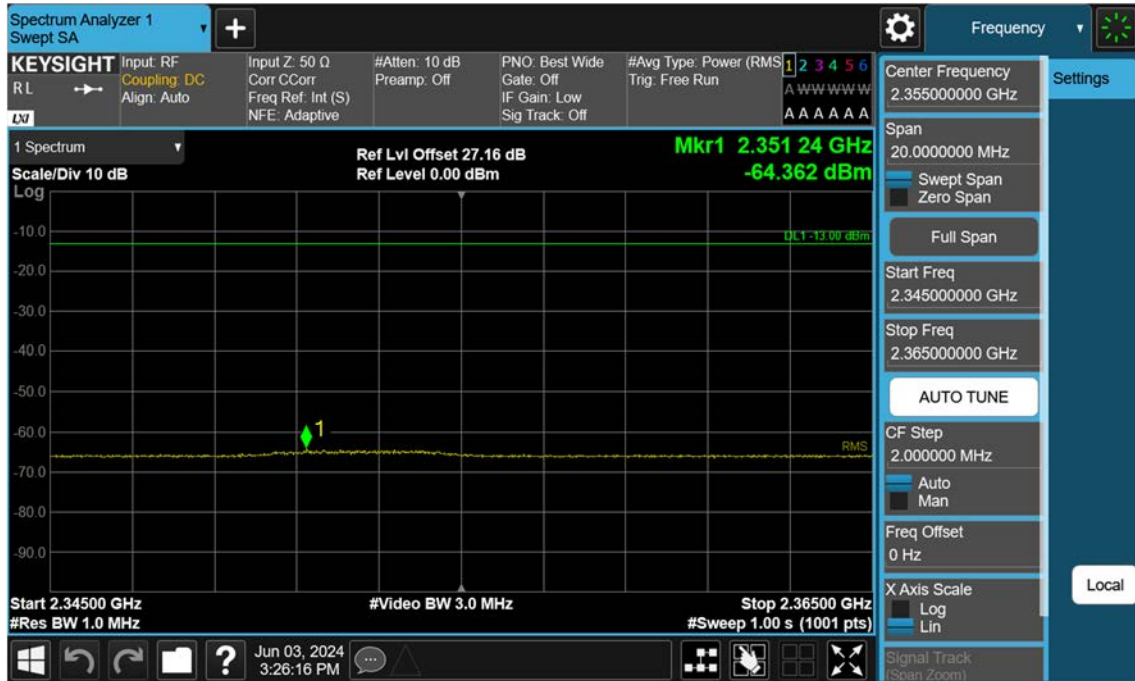 Spectrum Analyzer 1
Swept SA
Frequency
KEYSIGHT
R L
LXI
Input: RF
Coupling: DC
Align: Auto
Input Z: 50 Ω
Corr CCorr
Freq Ref: Int (S)
NFE: Adaptive
#Atten: 10 dB
Preamp: Off
PNO: Best Wide
Gate: Off
IF Gain: Low
Sig Track: Off
#Avg Type: Power (RMS
Trig: Free Run
1 2 3 4 5 6
A W W W W W
A A A A A A
1 Spectrum
Scale/Div 10 dB
Log
Ref Lvl Offset 27.16 dB
Ref Level 0.00 dBm
Mkr1 2.351 24 GHz
-64.362 dBm
-10.0
DL1 -13.00 dBm
-20.0
-30.0
-40.0
-50.0
-60.0
1
RMS
-70.0
-80.0
-90.0
Start 2.34500 GHz
#Res BW 1.0 MHz
#Video BW 3.0 MHz
Stop 2.36500 GHz
#Sweep 1.00 s (1001 pts)
Center Frequency
2.355000000 GHz
Span
20.0000000 MHz
Swept Span
Zero Span
Full Span
Start Freq
2.345000000 GHz
Stop Freq
2.365000000 GHz
AUTO TUNE
CF Step
2.000000 MHz
Auto
Man
Freq Offset
0 Hz
X Axis Scale
Log
Lin
Signal Track
(Span Zoom)
Settings
Local
?
Jun 03, 2024
3:26:16 PM